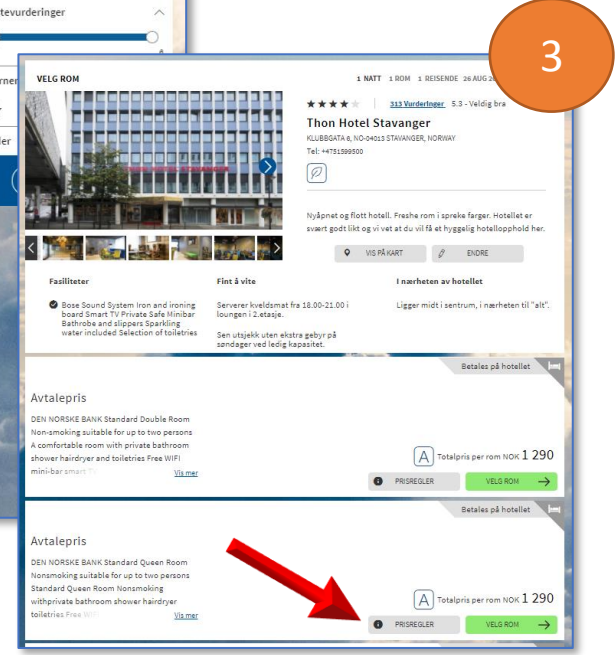 tevurderinger
3
VELG ROM
1 NATT 1 ROM 1 REISENDE 26 AUG
313 Vurderinger 5.3 - Veldig bra
Thon Hotel Stavanger
KLUBBGATA 6, NO-04013 STAVANGER, NORWAY
Tel: +4751599500
Nyåpnet og flott hotell. Freshe rom i spreke farger. Hotellet er
svært godt likt og vi vet at du vil få et hyggelig hotellopphold her.
VIS PÅ KART
ENDRE
Fasiliteter
Bose Sound System Iron and ironing
board Smart TV Private Safe Minibar
Bathrobe and slippers Sparkling
water included Selection of toiletries
Fint å vite
Serverer kveldsmat fra 18.00-21.00 i
loungen i 2.etasje.
Sen utsjekk uten ekstra gebyr på
søndager ved ledig kapasitet.
I nærheten av hotellet
Ligger midt i sentrum, i nærheten til "alt".
Betales på hotellet
Avtalepris
DEN NORSKE BANK Standard Double Room
Non-smoking suitable for up to two persons
A comfortable room with private bathroom
shower hairdryer and toiletries Free WIFI
mini-bar smart T
Vis mer
A Totalpris per rom NOK 1 290
PRISREGLER
VELG ROM
Betales på hotellet
Avtalepris
DEN NORSKE BANK Standard Queen Room
Nonsmoking suitable for up to two persons
Standard Queen Room Nonsmoking
withprivate bathroom shower hairdryer
toiletries Free
Vis mer
A Totalpris per rom NOK 1 290
PRISREGLER
VELG ROM